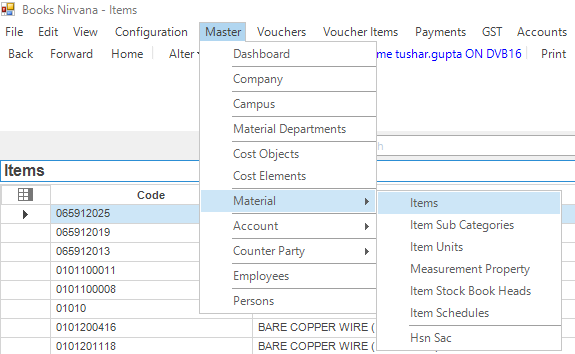 Books Nirvana - Items
File Edit View Configuration Master Vouchers Voucher Items Payments GST Accounts
Back Forward Home Alter me tushar.gupta ON DVB16 Print
Dashboard
Company
Campus
Material Departments
Cost Objects
Cost Elements
Material
Account
Counter Party
Employees
Persons
Items
Item Sub Categories
Item Units
Measurement Property
Item Stock Book Heads
Item Schedules
Hsn Sac
Items
Code
065912025
065912019
065912013
0101100011
0101100008
01010
0101200416 BARE COPPER WIRE (
0101201118 BARE COPPER WIRE (